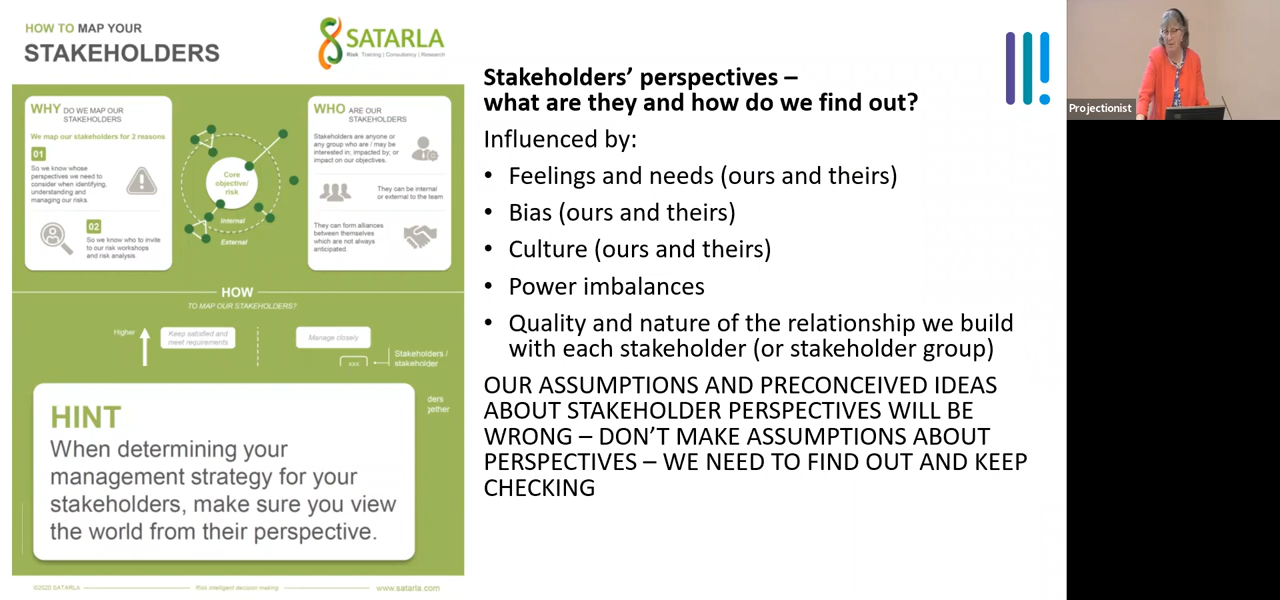 HOW TO MAP YOUR
STAKEHOLDERS
SATARLA
Risk Training | Consultancy | Research
WHY DO WE MAP OUR
STAKEHOLDERS
We map our stakeholders for 2 reasons
01
So we know whose
perspectives we need to
consider when identifying,
understanding and
managing our risks.
02
So we know who to invite
to our risk workshops
and risk analysis.
Core
objective/
risk
Internal
External
WHO ARE OUR
STAKEHOLDERS
Stakeholders are anyone or
any group who are / may be
interested in; impacted by; or
impact on our objectives.
They can be internal
or external to the team
They can form alliances
between themselves
which are not always
anticipated.
HOW
TO MAP OUR STAKEHOLDERS?
Higher
Keep satisfied and
meet requirements
Manage closely
xxx
Stakeholders /
stakeholder
ders
gether
HINT
When determining your
management strategy for your
stakeholders, make sure you view
the world from their perspective.
©2020 SATARLA
Risk intelligent decision making
www.satarla.com
Stakeholders' perspectives –
what are they and how do we find out?
Influenced by:
• Feelings and needs (ours and theirs)
• Bias (ours and theirs)
• Culture (ours and theirs)
• Power imbalances
• Quality and nature of the relationship we build
with each stakeholder (or stakeholder group)
OUR ASSUMPTIONS AND PRECONCEIVED IDEAS
ABOUT STAKEHOLDER PERSPECTIVES WILL BE
WRONG – DON'T MAKE ASSUMPTIONS ABOUT
PERSPECTIVES – WE NEED TO FIND OUT AND KEEP
CHECKING
Projectionist